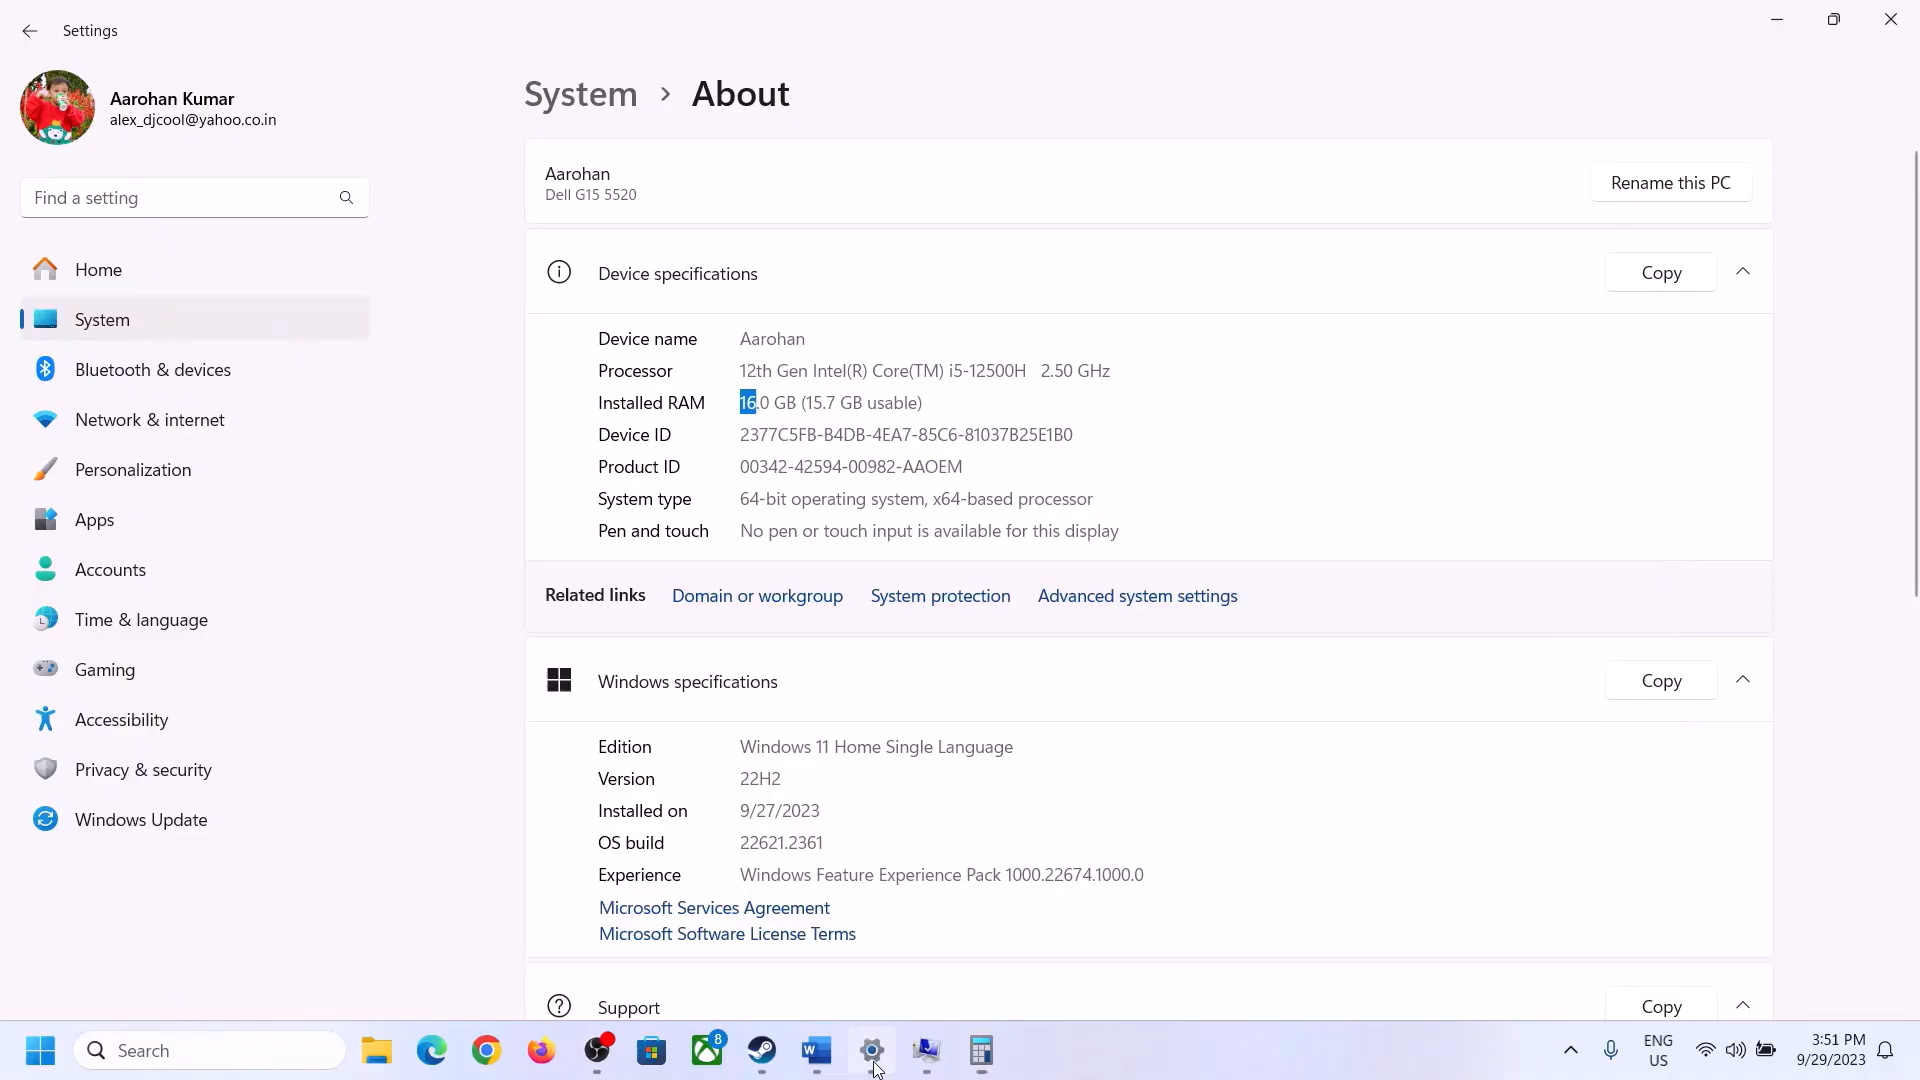 Settings
Aarohan Kumar
alex_djcool@yahoo.co.in
Find a setting
Home
System
Bluetooth & devices
Network & internet
Personalization
Apps
Accounts
Time & language
Gaming
Accessibility
Privacy & security
Windows Update
System > About
Aarohan
Dell G15 5520
Rename this PC
Device specifications
Copy
Device name Aarohan
Processor 12th Gen Intel(R) Core(TM) i5-12500H 2.50 GHz
Installed RAM 16.0 GB (15.7 GB usable)
Device ID 2377C5FB-B4DB-4EA7-85C6-81037B25E1B0
Product ID 00342-42594-00982-AAOEM
System type 64-bit operating system, x64-based processor
Pen and touch No pen or touch input is available for this display
Related links Domain or workgroup System protection Advanced system settings
Windows specifications
Copy
Edition Windows 11 Home Single Language
Version 22H2
Installed on 9/27/2023
OS build 22621.2361
Experience Windows Feature Experience Pack 1000.22674.1000.0
Microsoft Services Agreement
Microsoft Software License Terms
Support
Copy
Search
8
W
ENG
US
3:51 PM
9/29/2023